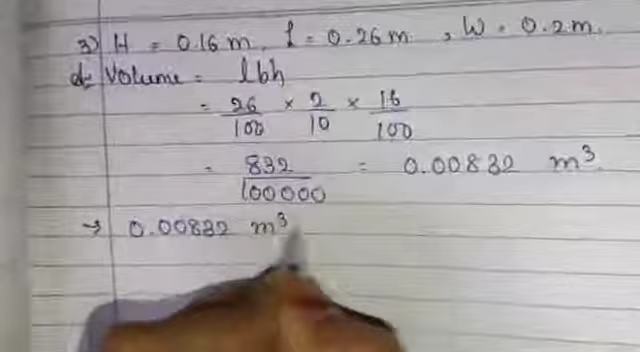 3) H = 0.16 m, l = 0.26 m, W = 0.2 m.
d= Volume = lbh
= 26/100 × 2/10 × 16/100
= 832/100000 = 0.00832 m³.
→ 0.00832 m³